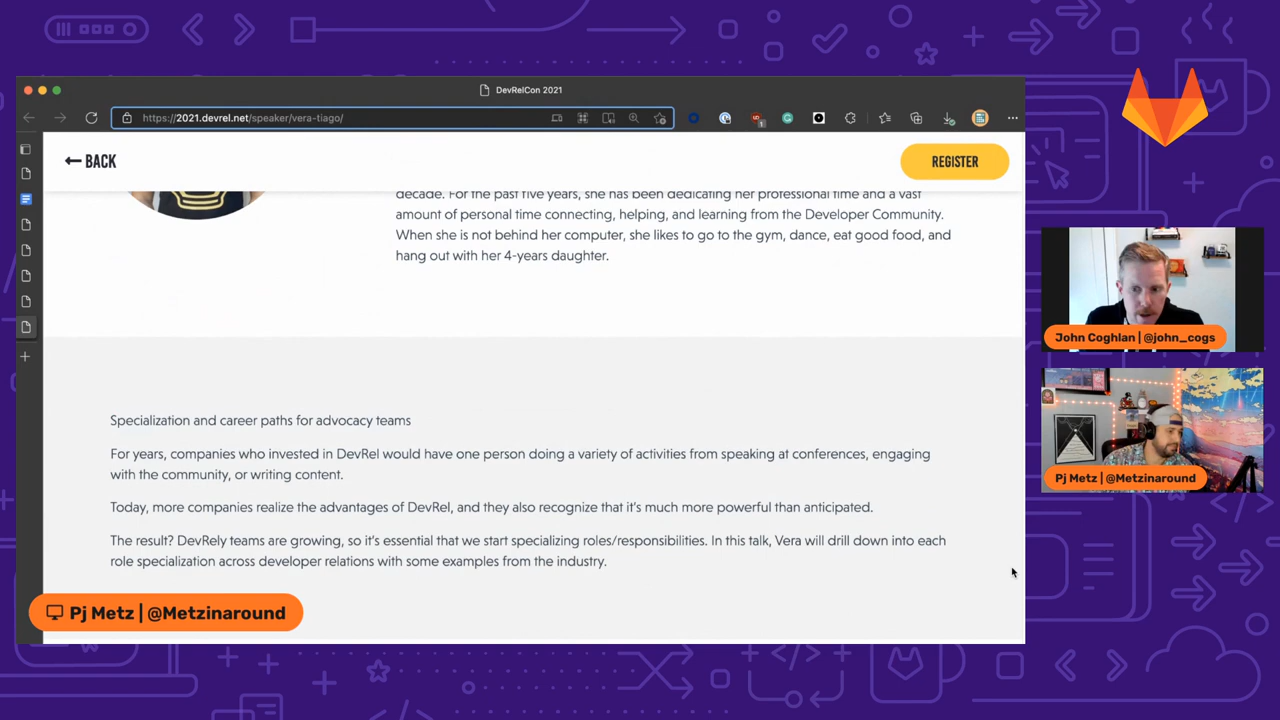 DevRelCon 2021
https://2021.devrel.net/speaker/vera-tiago/
1
BACK
REGISTER
decade. For the past five years, she has been dedicating her professional time and a vast
amount of personal time connecting, helping, and learning from the Developer Community.
When she is not behind her computer, she likes to go to the gym, dance, eat good food, and
hang out with her 4-years daughter.
John Coghlan | @john_cogs
Specialization and career paths for advocacy teams
For years, companies who invested in DevRel would have one person doing a variety of activities from speaking at conferences, engaging
with the community, or writing content.
Pj Metz | @Metzinaround
Today, more companies realize the advantages of DevRel, and they also recognize that it's much more powerful than anticipated.
The result? DevRely teams are growing, so it's essential that we start specializing roles/responsibilities. In this talk, Vera will drill down into each
role specialization across developer relations with some examples from the industry.
Pj Metz | @Metzinaround